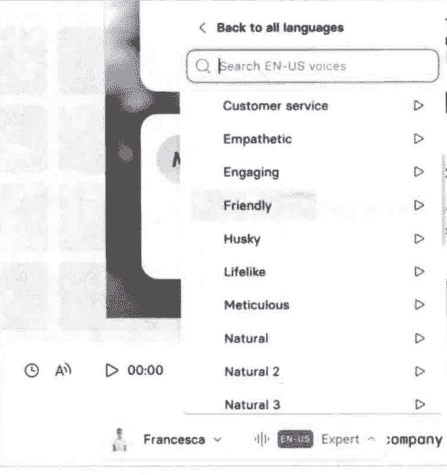 Back to all languages
Search EN-US voices
Customer service
Empathetic
Engaging
Friendly
Husky
Lifelike
Meticulous
Natural
Natural 2
Natural 3
00:00
Francesca
EN-US Expert
company